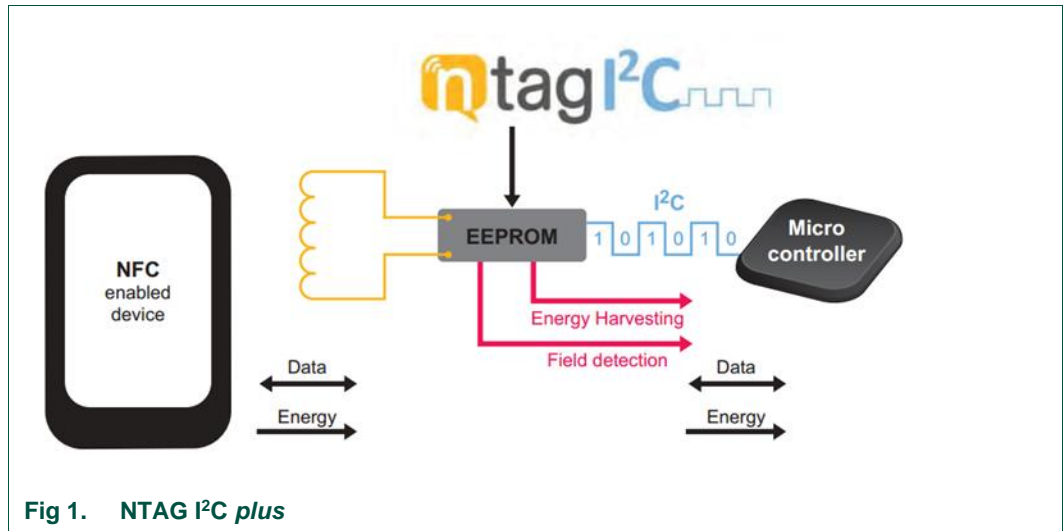 ntag I²C
I²C
EEPROM
1 0 1 0 1 0
Micro
controller
NFC
enabled
device
Energy Harvesting
Field detection
Data
Energy
Data
Energy
Fig 1. NTAG I²C plus